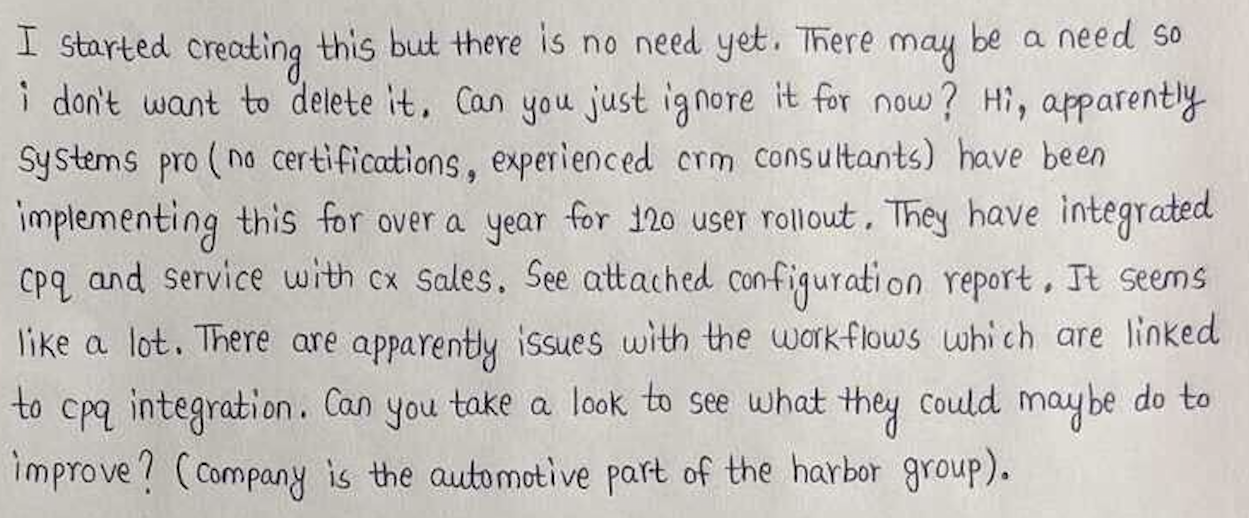 I started creating this but there is no need yet. There may be a need so
i don't want to delete it. Can you just ignore it for now? Hi, apparently
systems pro (no certifications, experienced crm consultants) have been
implementing this for over a year for 120 user rollout. They have integrated
cpq and service with cx sales. See attached configuration report. It seems
like a lot. There are apparently issues with the workflows which are linked
to cpq integration. Can you take a look to see what they could maybe do to
improve? (company is the automotive part of the harbor group).